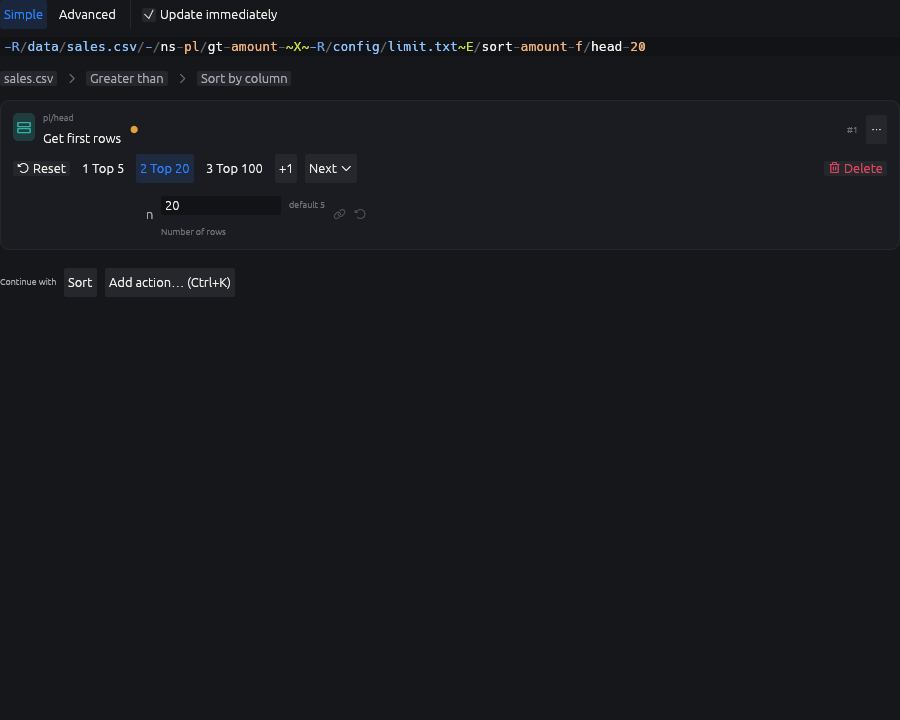 Simple Advanced Update immediately
-R/data/sales.csv/-/ns-pl/gt-amount-~X~-R/config/limit.txt~E/sort-amount-f/head-20
sales.csv > Greater than > Sort by column
pl/head
Get first rows
#1 ...
Reset 1 Top 5 2 Top 20 3 Top 100 +1 Next Delete
n 20 default 5
Number of rows
Continue with Sort Add action... (Ctrl+K)